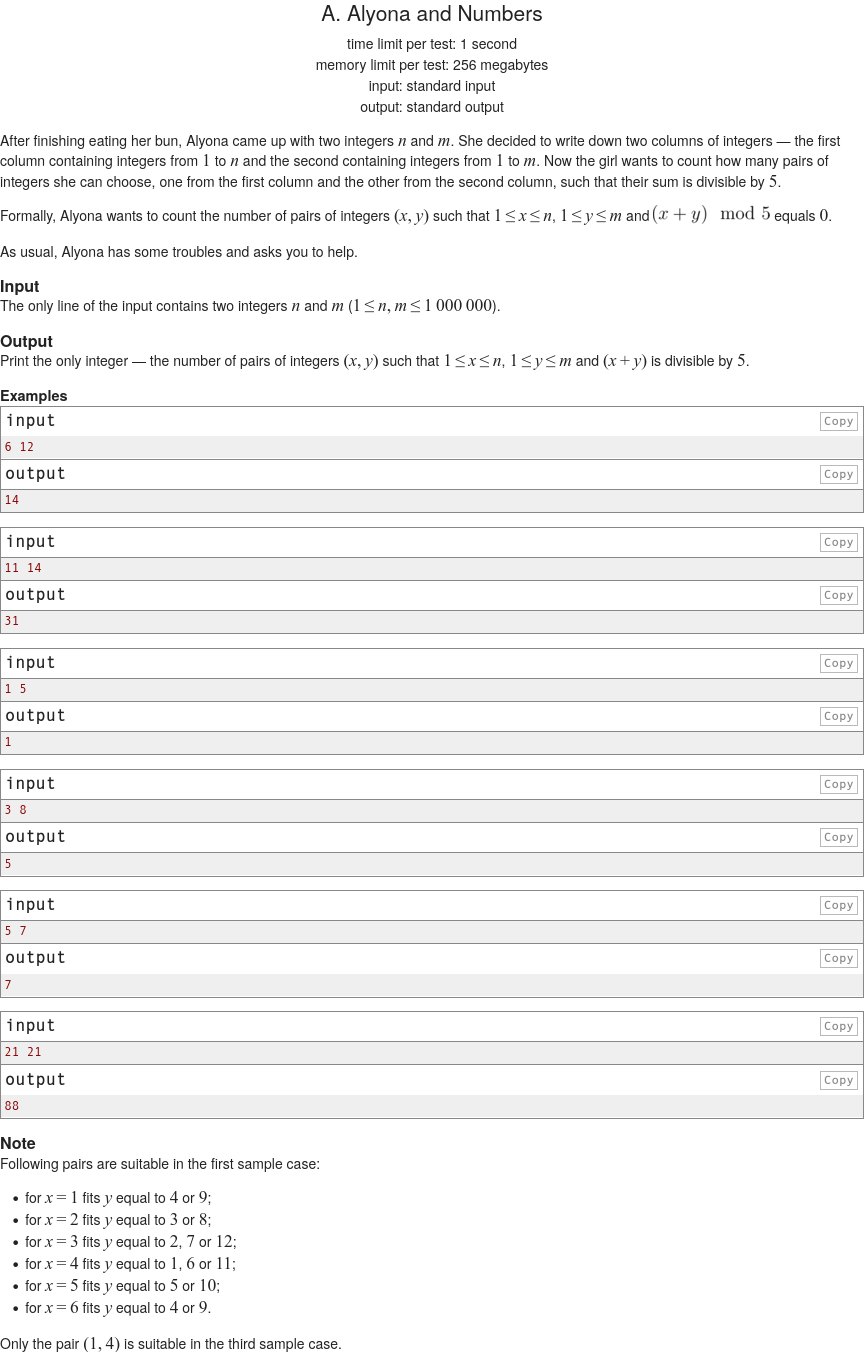 A. Alyona and Numbers
time limit per test: 1 second
memory limit per test: 256 megabytes
input: standard input
output: standard output
After finishing eating her bun, Alyona came up with two integers n and m. She decided to write down two columns of integers — the first
column containing integers from 1 to n and the second containing integers from 1 to m. Now the girl wants to count how many pairs of
integers she can choose, one from the first column and the other from the second column, such that their sum is divisible by 5.
Formally, Alyona wants to count the number of pairs of integers (x, y) such that 1 ≤ x ≤ n, 1 ≤ y ≤ m and (x + y) mod 5 equals 0.
As usual, Alyona has some troubles and asks you to help.
Input
The only line of the input contains two integers n and m (1 ≤ n, m ≤ 1 000 000).
Output
Print the only integer — the number of pairs of integers (x, y) such that 1 ≤ x ≤ n, 1 ≤ y ≤ m and (x + y) is divisible by 5.
Examples
input Copy
6 12
output Copy
14
input Copy
11 14
output Copy
31
input Copy
1 5
output Copy
1
input Copy
3 8
output Copy
5
input Copy
5 7
output Copy
7
input Copy
21 21
output Copy
88
Note
Following pairs are suitable in the first sample case:
• for x = 1 fits y equal to 4 or 9;
• for x = 2 fits y equal to 3 or 8;
• for x = 3 fits y equal to 2, 7 or 12;
• for x = 4 fits y equal to 1, 6 or 11;
• for x = 5 fits y equal to 5 or 10;
• for x = 6 fits y equal to 4 or 9.
Only the pair (1, 4) is suitable in the third sample case.